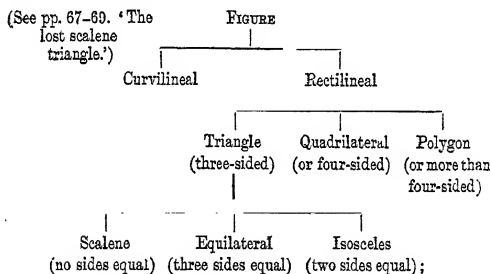 (See pp. 67-69. ‘The lost scalene triangle.’)
FIGURE
Curvilineal Rectilineal
Triangle Quadrilateral Polygon
(three-sided) (or four-sided) (or more than
four-sided)
Scalene Equilateral Isosceles
(no sides equal) (three sides equal) (two sides equal);